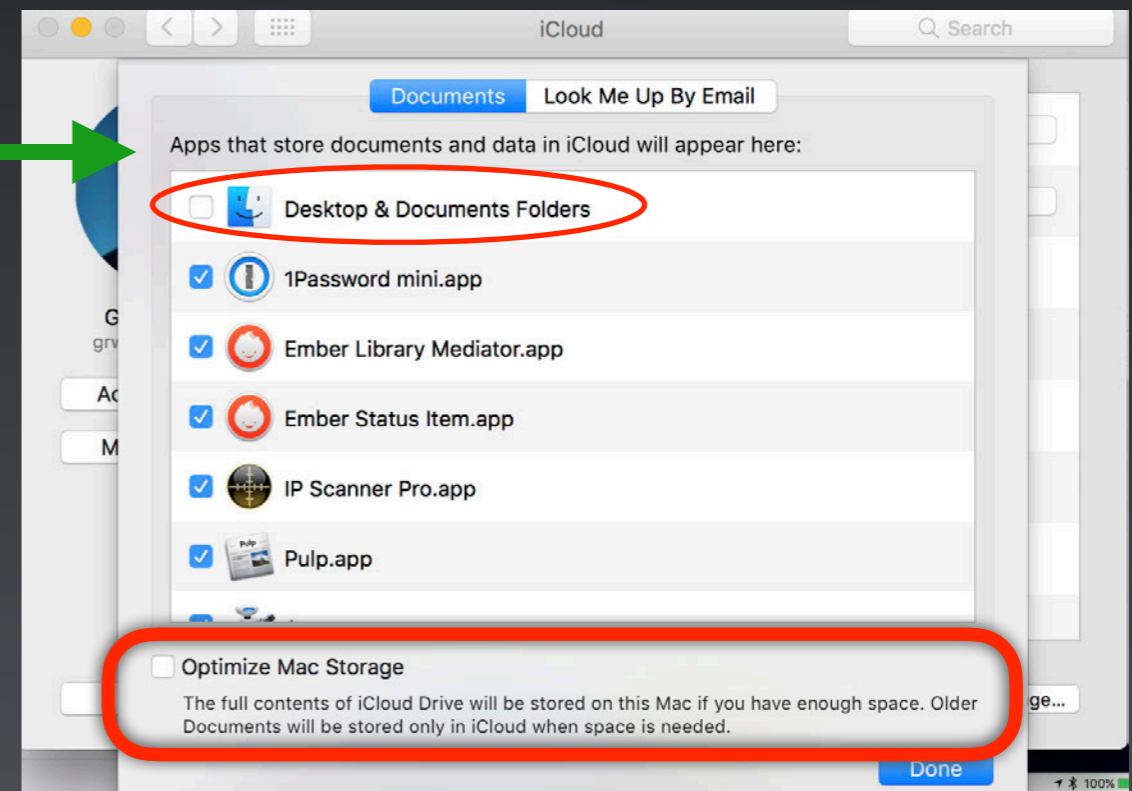 iCloud
Search
Documents Look Me Up By Email
Apps that store documents and data in iCloud will appear here:
Desktop & Documents Folders
1Password mini.app
Ember Library Mediator.app
Ember Status Item.app
IP Scanner Pro.app
Pulp
Pulp.app
G
grw
Ac
M
Optimize Mac Storage
The full contents of iCloud Drive will be stored on this Mac if you have enough space. Older
Documents will be stored only in iCloud when space is needed.
ge...
Done
100%